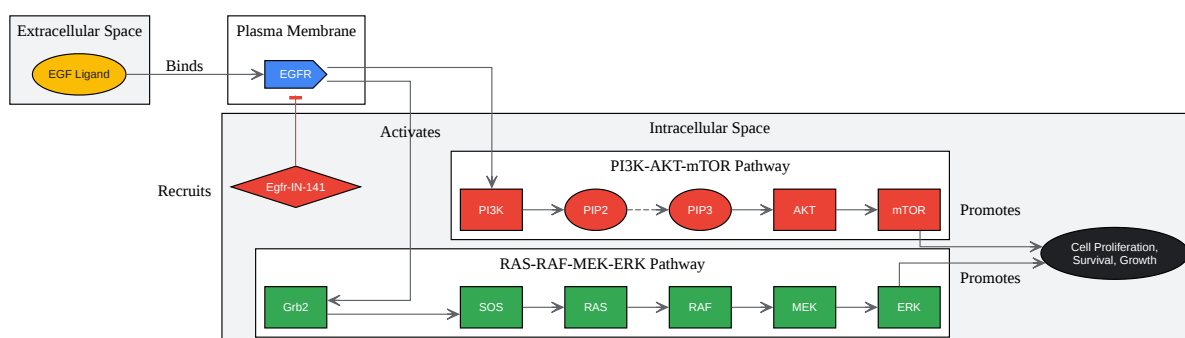 Extracellular Space
Plasma Membrane
EGF Ligand
Binds
EGFR
Activates
Intracellular Space
Recruits
Egfr-IN-141
PI3K-AKT-mTOR Pathway
PI3K
PIP2
PIP3
AKT
mTOR
Promotes
Cell Proliferation,
Survival, Growth
RAS-RAF-MEK-ERK Pathway
Promotes
Grb2
SOS
RAS
RAF
MEK
ERK